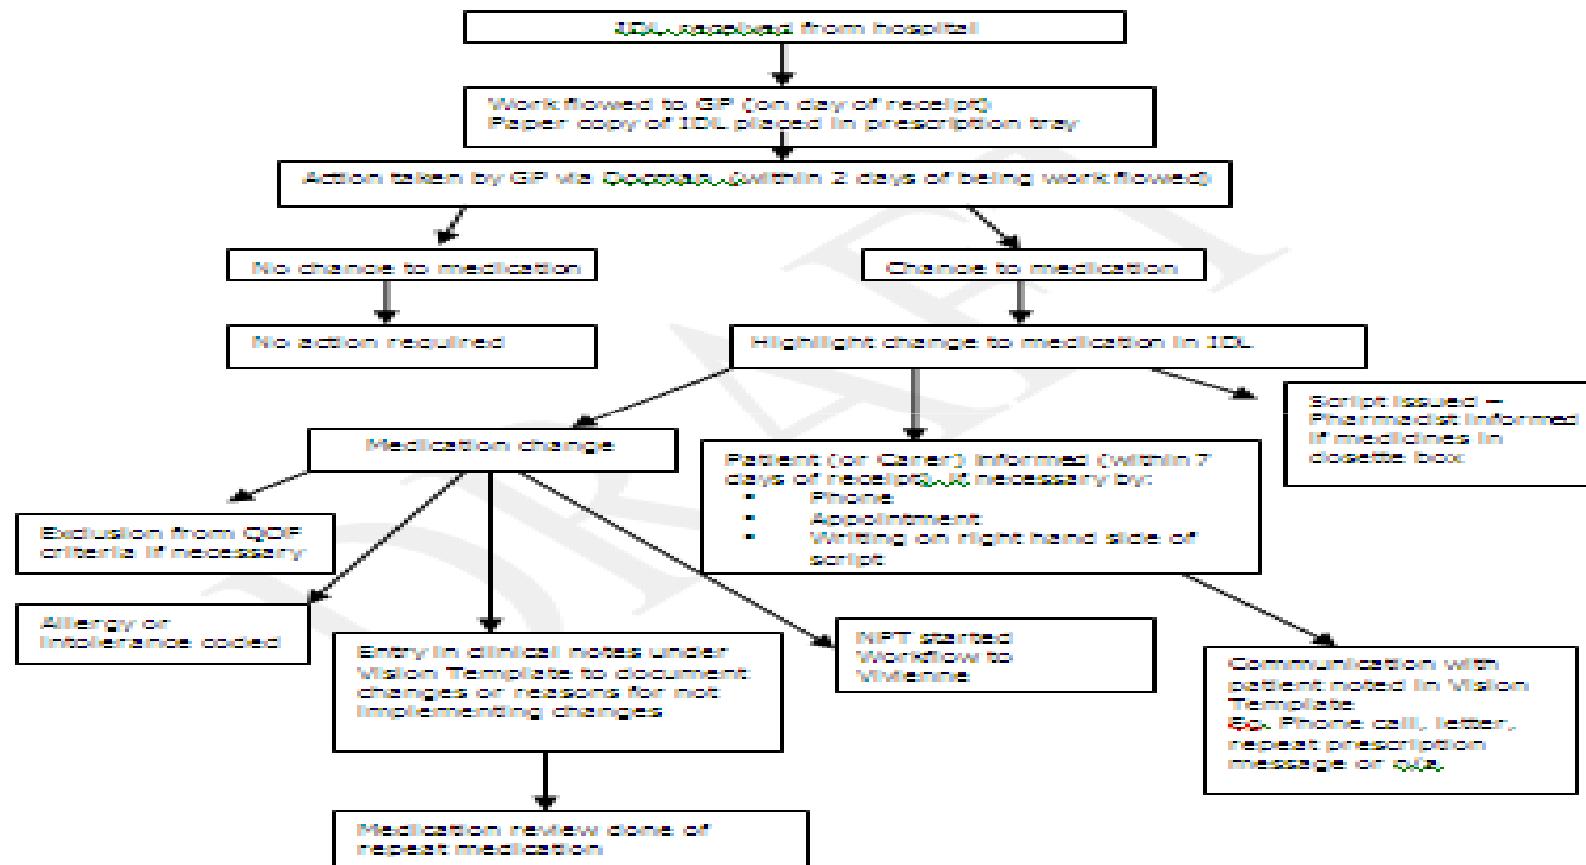 IDL received from hospital
Work flowed to GP (on day of receipt)
Paper copy of IDL placed in prescription tray
Action taken by GP via Docman (within 2 days of being work flowed)
No change to medication
Change to medication
No action required
Highlight change to medication in IDL
Script issued –
Pharmacist informed
if medicines in
dosette box
Medication change
Patient (or Carer) informed (within 7
days of receipt), if necessary by:
• Phone
• Appointment
• Writing on right hand side of
script
Exclusion from QOF
criteria if necessary
Allergy or
intolerance coded
Entry in clinical notes under
Vision Template to document
changes or reasons for not
implementing changes
NPT started
Workflow to
Vivienne
Communication with
patient noted in Vision
Template
Eg. Phone call, letter,
repeat prescription
message or
Medication review done of
repeat medication
DRAFT